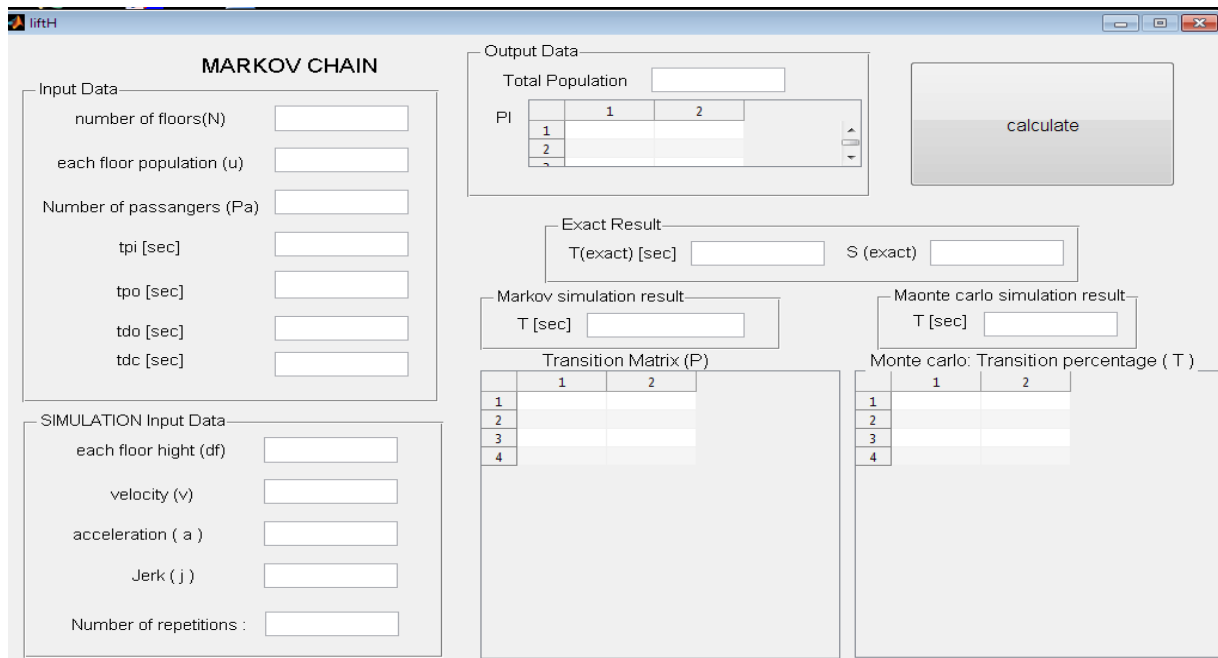 liftH
MARKOV CHAIN
Input Data
number of floors(N)
each floor population (u)
Number of passangers (Pa)
tpi [sec]
tpo [sec]
tdo [sec]
tdc [sec]
SIMULATION Input Data
each floor hight (df)
velocity (v)
acceleration ( a )
Jerk ( j )
Number of repetitions :
Output Data
Total Population
PI
1 2
1
2
calculate
Exact Result
T(exact) [sec] S (exact)
Markov simulation result
T [sec]
Maonte carlo simulation result
T [sec]
Transition Matrix (P)
1 2
1
2
3
4
Monte carlo: Transition percentage ( T )
1 2
1
2
3
4